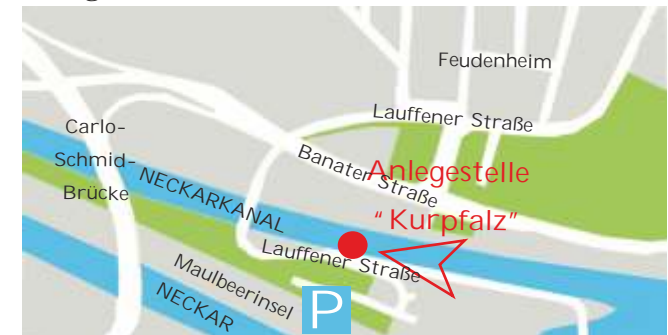 Feudenheim
Lauffener Straße
Carlo-
Schmid-
Brücke
Banater Straße
Anlegestelle
“Kurpfalz”
NECKARKANAL
Lauffener Straße
Maulbeerinsel
NECKAR
P